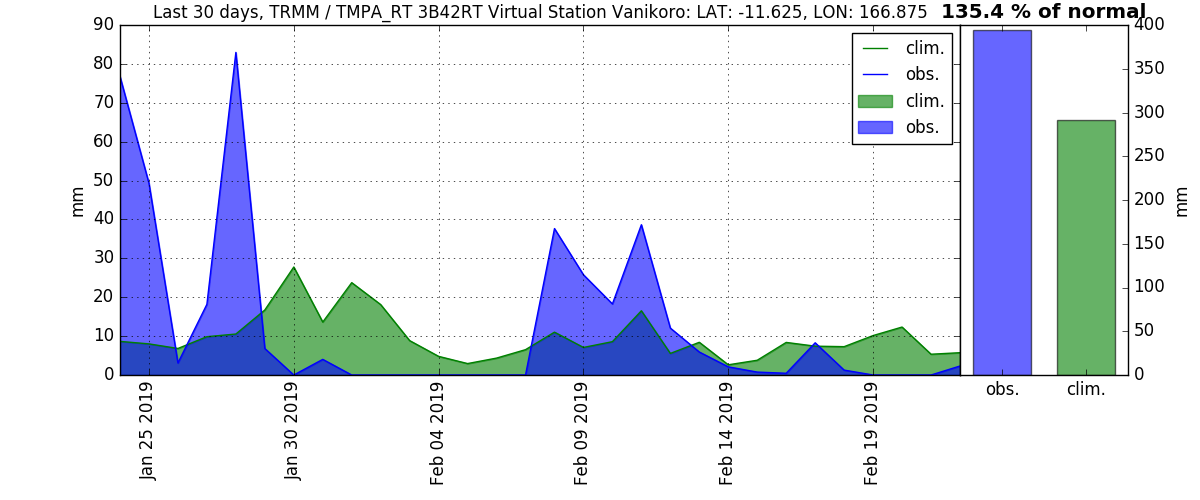 Last 30 days, TRMM / TMPA_RT 3B42RT Virtual Station Vanikoro: LAT: -11.625, LON: 166.875 135.4 % of normal
90
80
70
60
50
40
30
20
10
0
mm
clim.
obs.
clim.
obs.
Jan 25 2019
Jan 30 2019
Feb 04 2019
Feb 09 2019
Feb 14 2019
Feb 19 2019
400
350
300
250
200
150
100
50
0
mm
obs. clim.